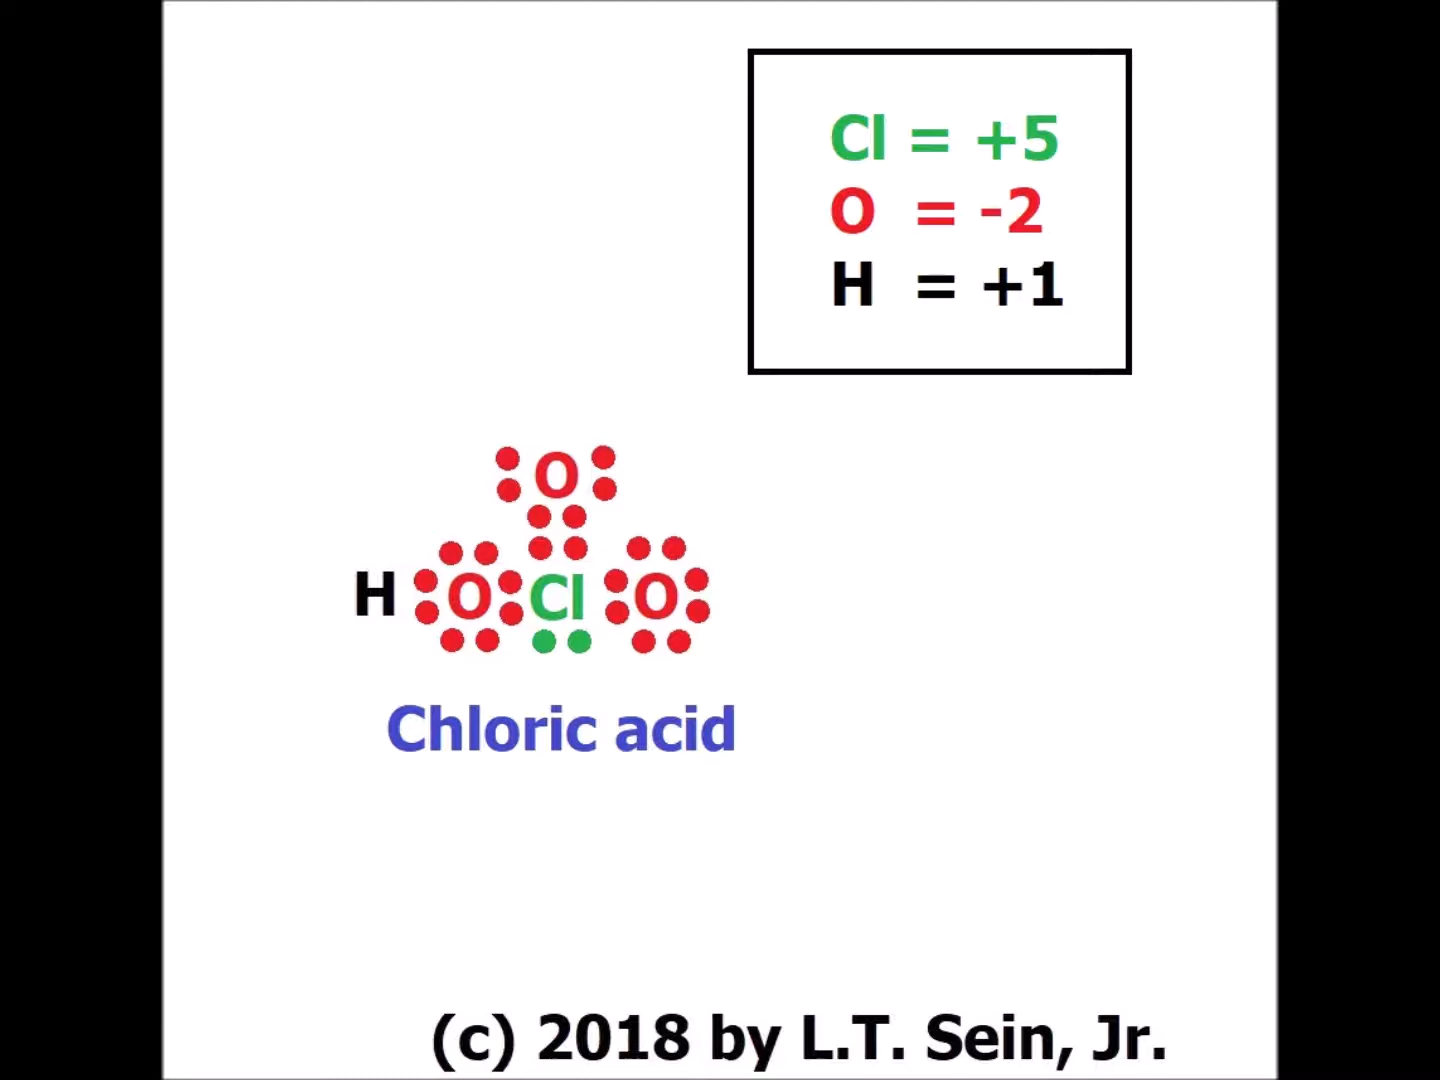 Cl = +5
O = -2
H = +1
O
H O Cl O
Chloric acid
(c) 2018 by L.T. Sein, Jr.